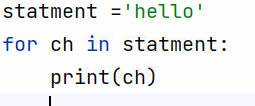 statment ='hello'
for ch in statment:
    print(ch)